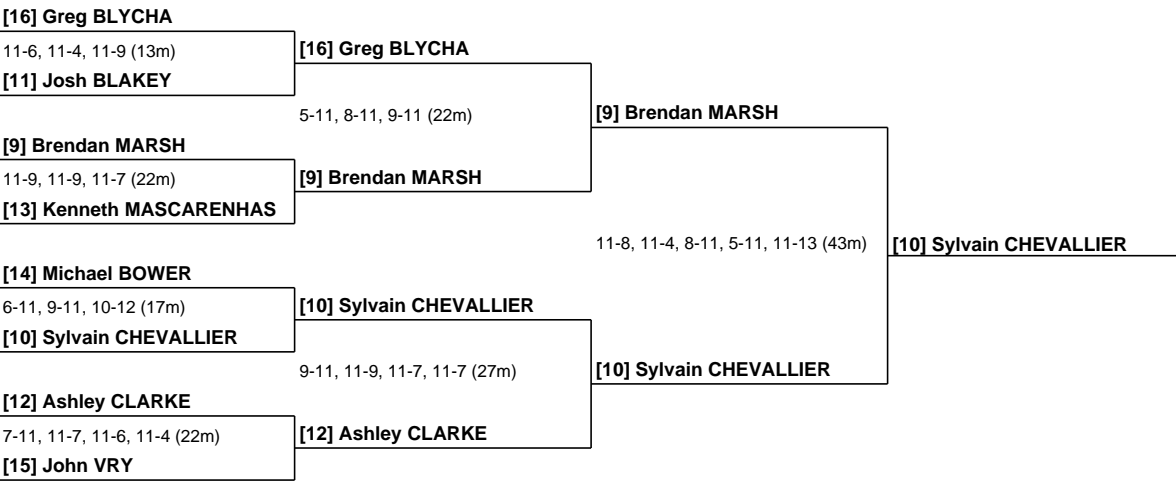 [16] Greg BLYCHA
11-6, 11-4, 11-9 (13m)
[11] Josh BLAKEY
[9] Brendan MARSH
11-9, 11-9, 11-7 (22m)
[13] Kenneth MASCARENHAS
[14] Michael BOWER
6-11, 9-11, 10-12 (17m)
[10] Sylvain CHEVALLIER
[12] Ashley CLARKE
7-11, 11-7, 11-6, 11-4 (22m)
[15] John VRY
[16] Greg BLYCHA
5-11, 8-11, 9-11 (22m)
[9] Brendan MARSH
[10] Sylvain CHEVALLIER
9-11, 11-9, 11-7, 11-7 (27m)
[12] Ashley CLARKE
[9] Brendan MARSH
11-8, 11-4, 8-11, 5-11, 11-13 (43m)
[10] Sylvain CHEVALLIER
[10] Sylvain CHEVALLIER